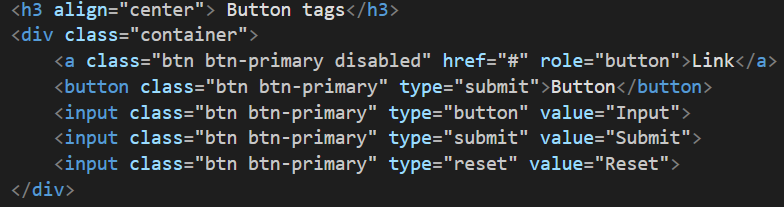 <h3 align="center"> Button tags</h3>
<div class="container">
    <a class="btn btn-primary disabled" href="#" role="button">Link</a>
    <button class="btn btn-primary" type="submit">Button</button>
    <input class="btn btn-primary" type="button" value="Input">
    <input class="btn btn-primary" type="submit" value="Submit">
    <input class="btn btn-primary" type="reset" value="Reset">
</div>